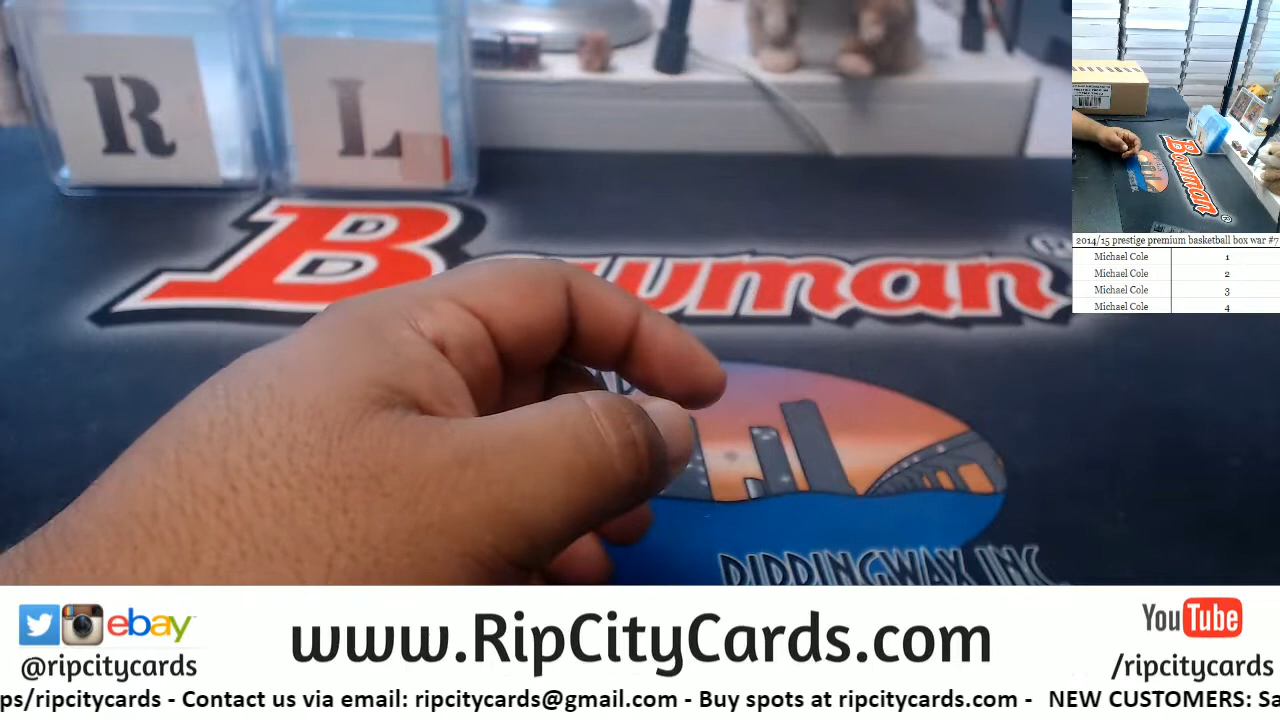 R L
Bowman
RIPPINGWAX INC.
Bowman
2014/15 prestige premium basketball box war #7
Michael Cole 1
Michael Cole 2
Michael Cole 3
Michael Cole 4
ebay
@ripcitycards
www.RipCityCards.com
YouTube
/ripcitycards
ps/ripcitycards - Contact us via email: ripcitycards@gmail.com - Buy spots at ripcitycards.com - NEW CUSTOMERS: Sa